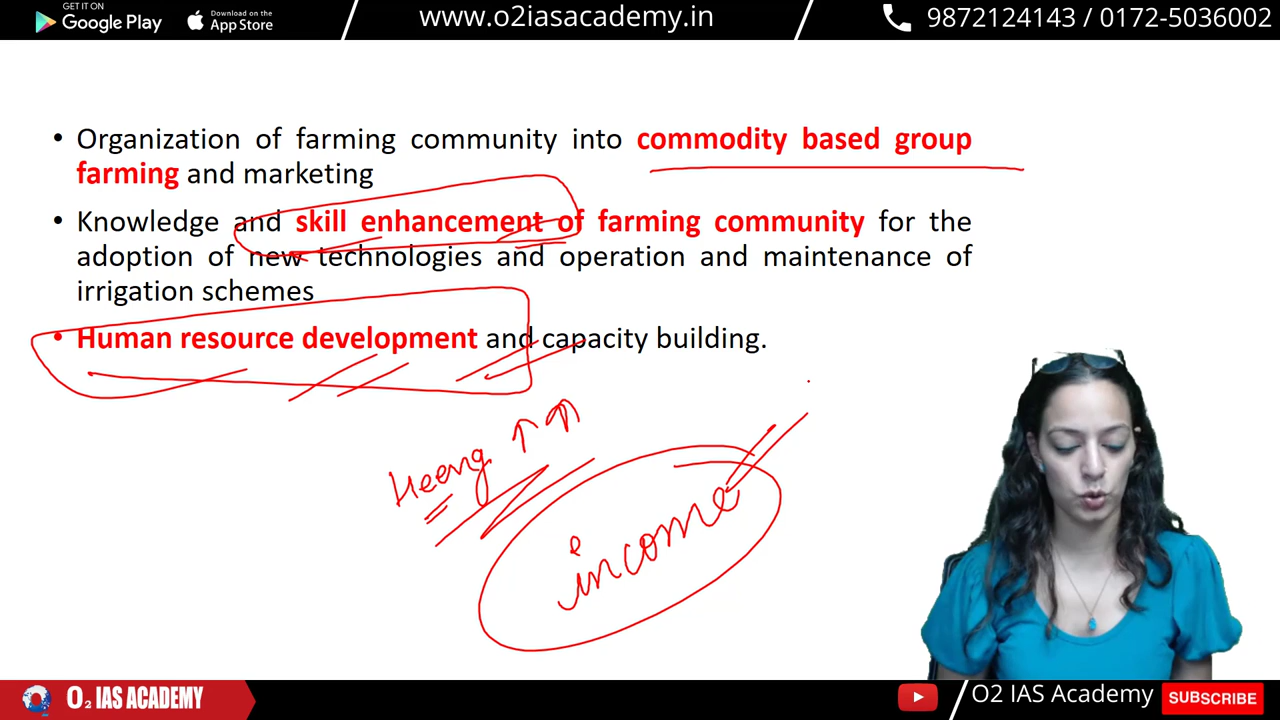 GET IT ON
Google Play
Download on the
App Store
www.o2iasacademy.in
9872124143 / 0172-5036002
• Organization of farming community into commodity based group
farming and marketing
• Knowledge and skill enhancement of farming community for the
adoption of new technologies and operation and maintenance of
irrigation schemes
• Human resource development and capacity building.
Heeng ↑↑
income
O2 IAS ACADEMY
O2 IAS Academy
SUBSCRIBE